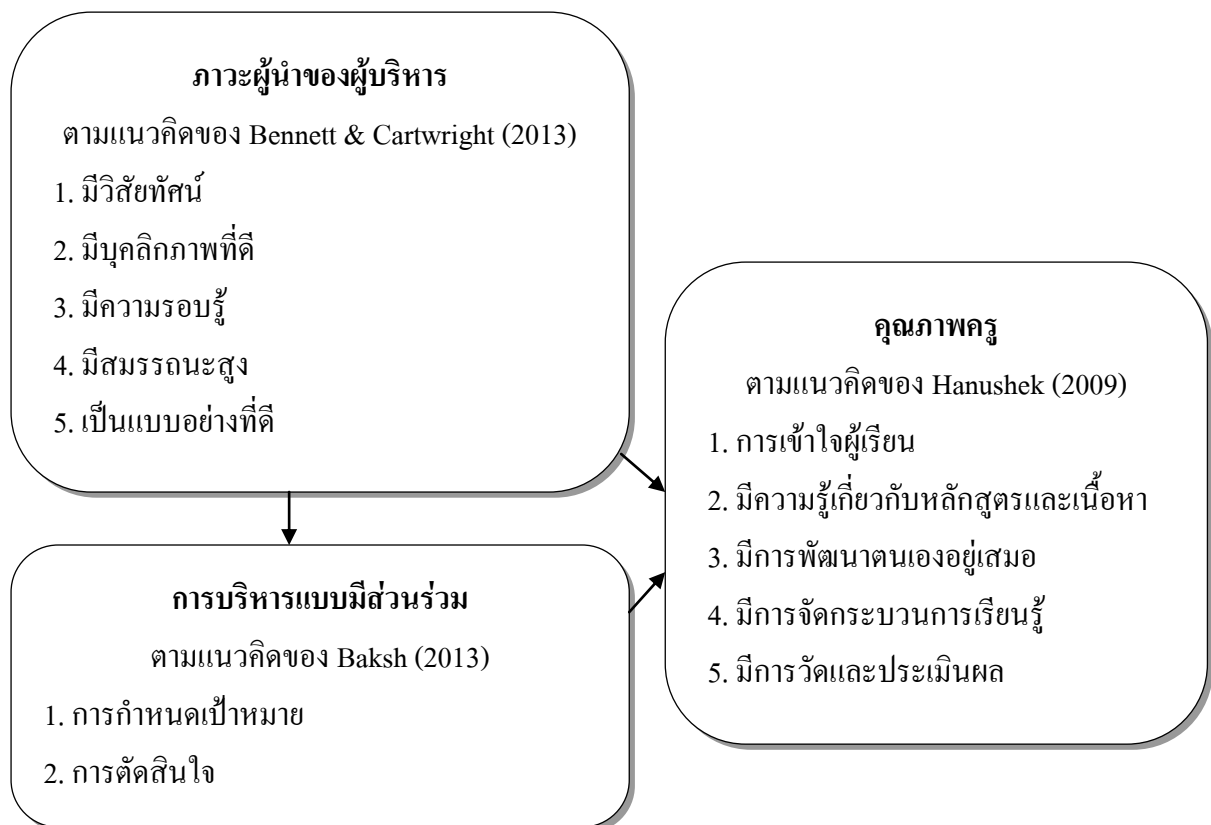 ภาวะผู้นำของผู้บริหาร
ตามแนวคิดของ Bennett & Cartwright (2013)
1. มีวิสัยทัศน์
2. มีบุคลิกภาพที่ดี
3. มีความรอบรู้
4. มีสมรรถนะสูง
5. เป็นแบบอย่างที่ดี
การบริหารแบบมีส่วนร่วม
ตามแนวคิดของ Baksh (2013)
1. การกำหนดเป้าหมาย
2. การตัดสินใจ
คุณภาพครู
ตามแนวคิดของ Hanushek (2009)
1. การเข้าใจผู้เรียน
2. มีความรู้เกี่ยวกับหลักสูตรและเนื้อหา
3. มีการพัฒนาตนเองอยู่เสมอ
4. มีการจัดกระบวนการเรียนรู้
5. มีการวัดและประเมินผล